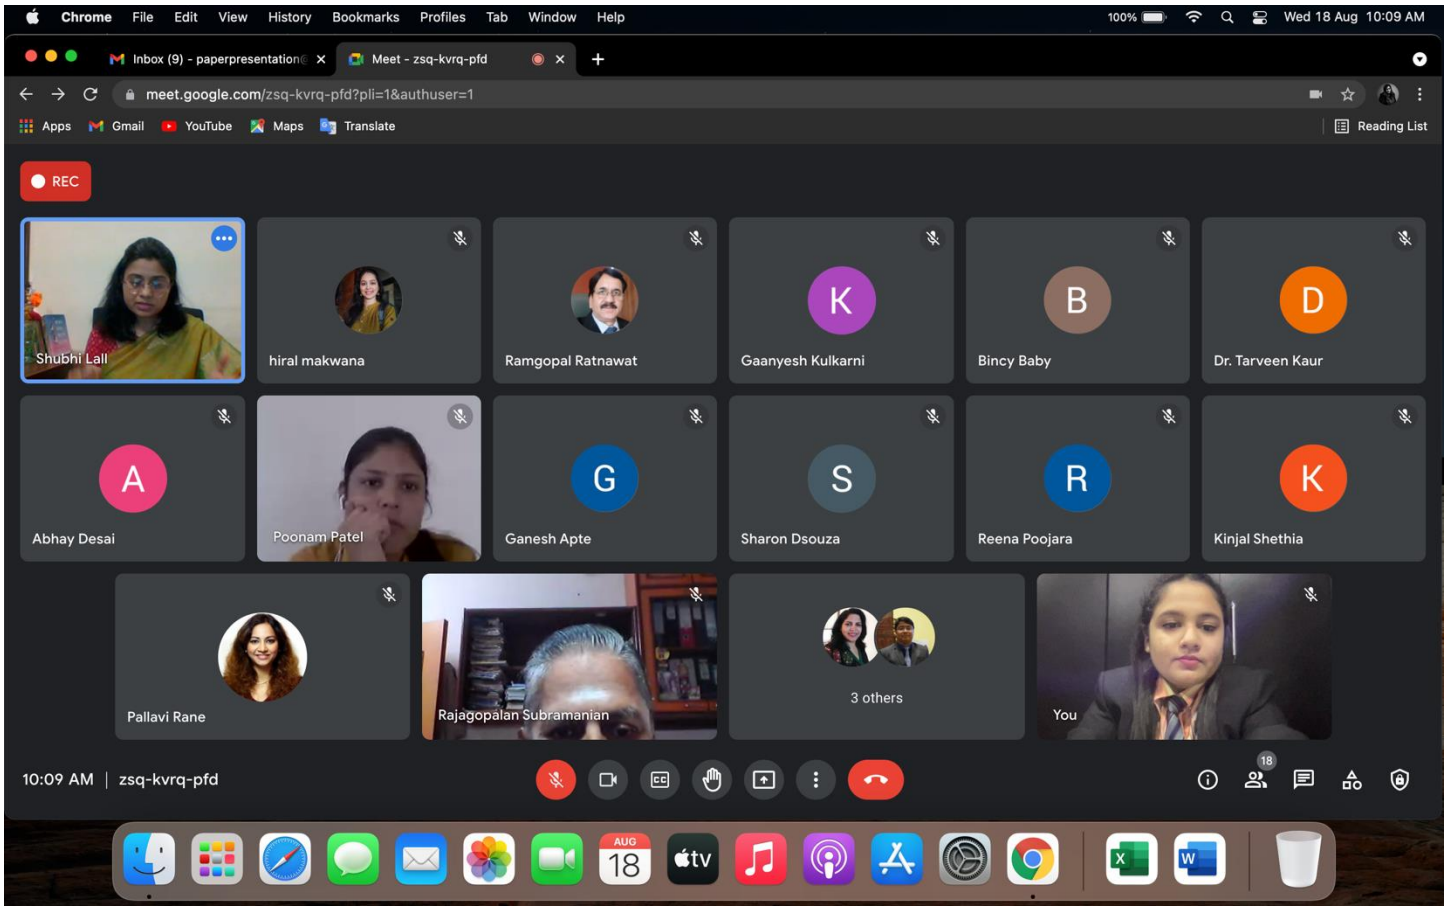 Chrome File Edit View History Bookmarks Profiles Tab Window Help 100% Wed 18 Aug 10:09 AM
Inbox (9) - paperpresentation@ Meet - zsq-kvrq-pfd
meet.google.com/zsq-kvrq-pfd?pli=1&authuser=1
Apps Gmail YouTube Maps Translate Reading List
REC
K B D
Shubhi Lall hiral makwana Ramgopal Ratnawat Gaanyesh Kulkarni Bincy Baby Dr. Tarveen Kaur
A G S R K
Abhay Desai Poonam Patel Ganesh Apte Sharon Dsouza Reena Poojara Kinjal Shethia
3 others
Pallavi Rane Rajagopalan Subramanian You
18
10:09 AM | zsq-kvrq-pfd CC
AUG
18 tv X W